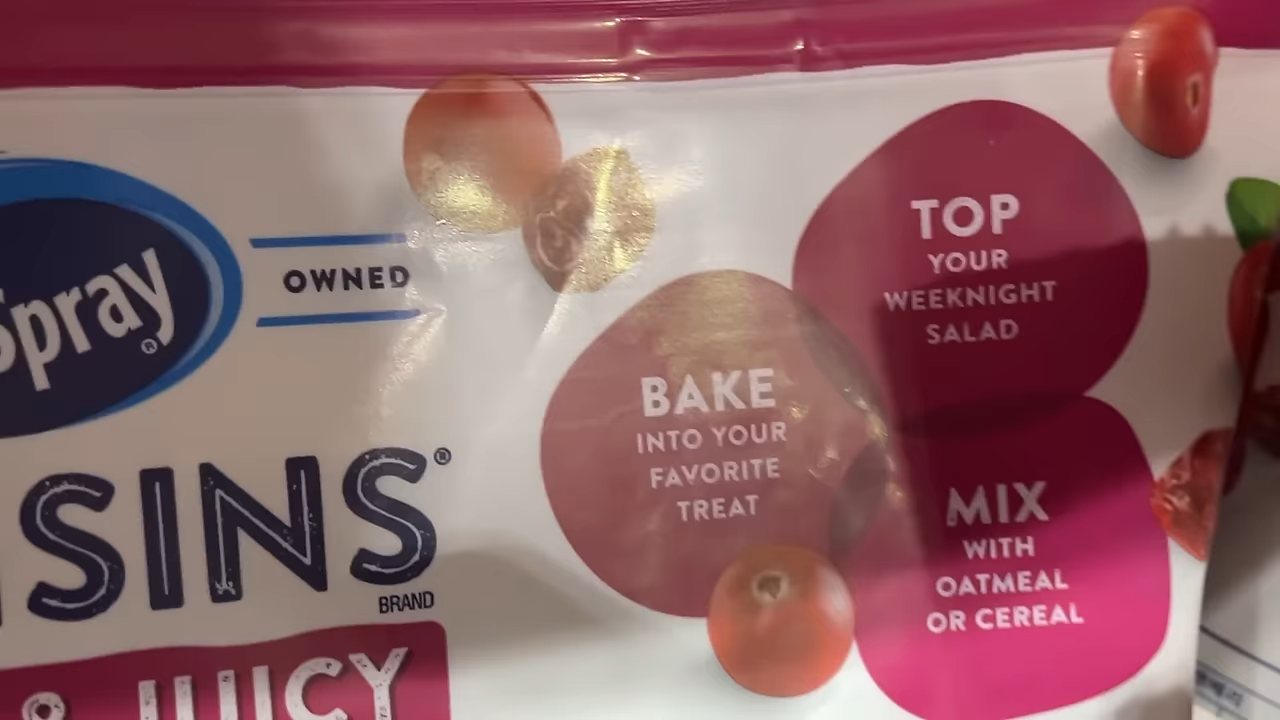 Spray®
OWNED
SINS®
BRAND
& JUICY
BAKE
INTO YOUR
FAVORITE
TREAT
TOP
YOUR
WEEKNIGHT
SALAD
MIX
WITH
OATMEAL
OR CEREAL